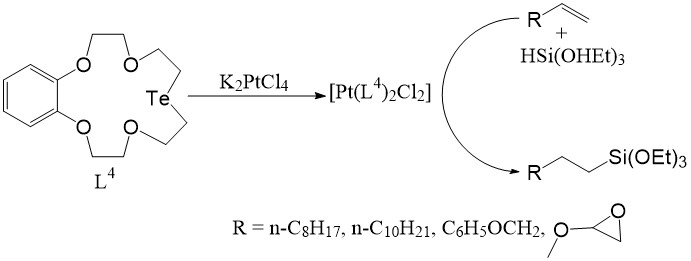 O O
Te
O O
L⁴
K₂PtCl₄
[Pt(L⁴)₂Cl₂]
R
+
HSi(OHEt)₃
R Si(OEt)₃
R = n-C₈H₁₇, n-C₁₀H₂₁, C₆H₅OCH₂, O O